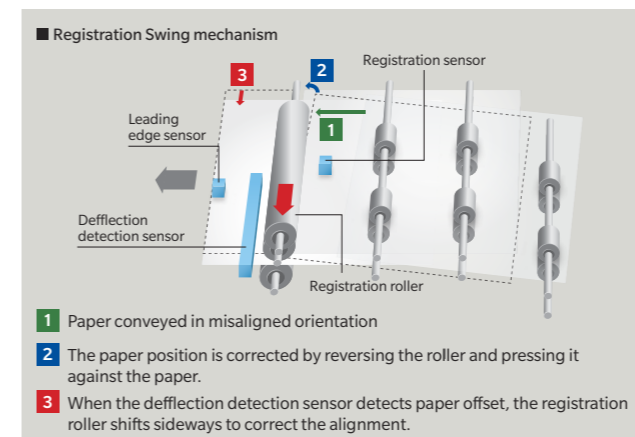 ■ Registration Swing mechanism
3
2
Registration sensor
1
Leading
edge sensor
Defflection
detection sensor
Registration roller
1 Paper conveyed in misaligned orientation
2 The paper position is corrected by reversing the roller and pressing it
against the paper.
3 When the defflection detection sensor detects paper offset, the registration
roller shifts sideways to correct the alignment.